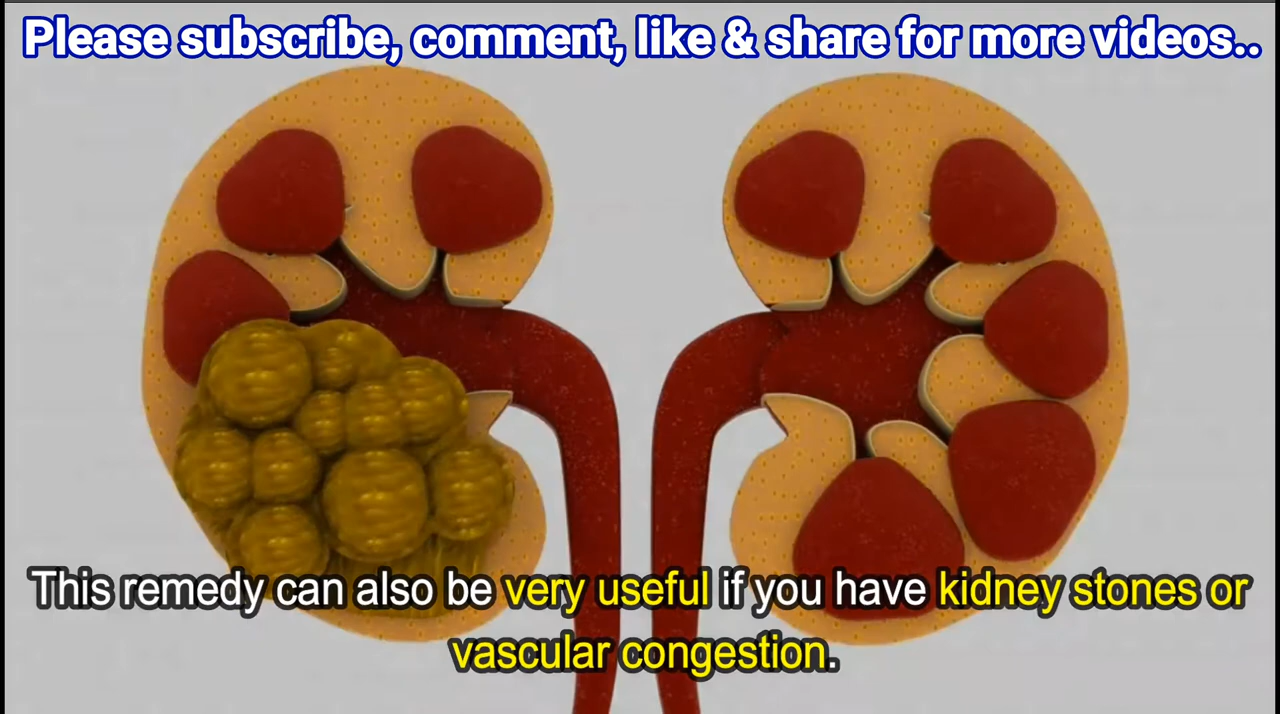 Please subscribe, comment, like & share for more videos..
This remedy can also be very useful if you have kidney stones or
vascular congestion.